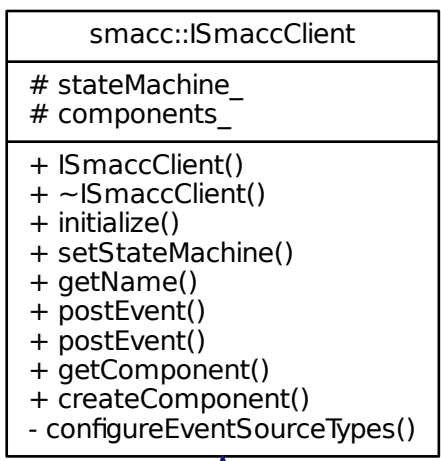 smacc::ISmaccClient
# stateMachine_
# components_
+ ISmaccClient()
+ ~ISmaccClient()
+ initialize()
+ setStateMachine()
+ getName()
+ postEvent()
+ postEvent()
+ getComponent()
+ createComponent()
- configureEventSourceTypes()